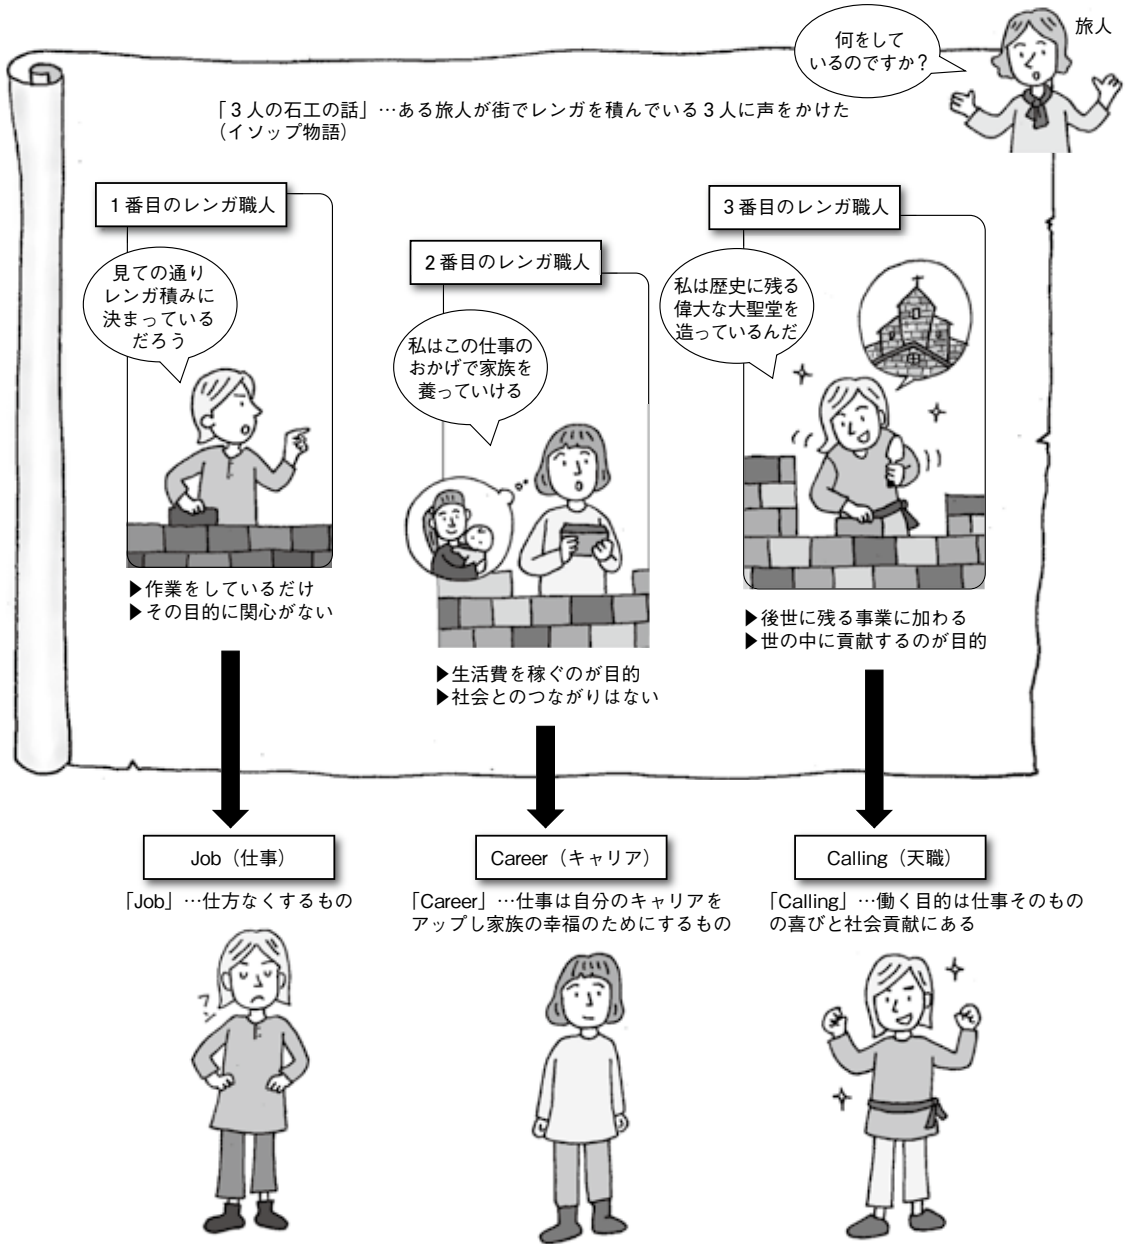 旅人
何をして
いるのですか？
「3人の石工の話」…ある旅人が街でレンガを積んでいる3人に声をかけた
（イソップ物語）
1番目のレンガ職人
見ての通り
レンガ積みに
決まっている
だろう
▶作業をしているだけ
▶その目的に関心がない
2番目のレンガ職人
私はこの仕事の
おかげで家族を
養っていける
▶生活費を稼ぐのが目的
▶社会とのつながりはない
3番目のレンガ職人
私は歴史に残る
偉大な大聖堂を
造っているんだ
▶後世に残る事業に加わる
▶世の中に貢献するのが目的
Job（仕事）
「Job」…仕方なくするもの
フン
Career（キャリア）
「Career」…仕事は自分のキャリアを
アップし家族の幸福のためにするもの
Calling（天職）
「Calling」…働く目的は仕事そのもの
の喜びと社会貢献にある